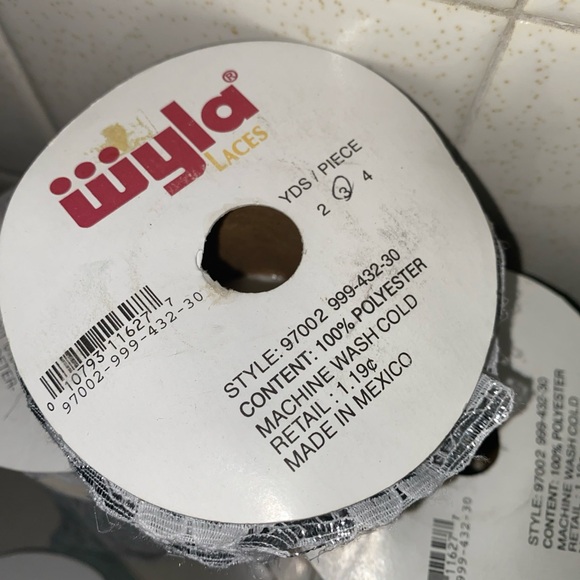 wyla®
LACES
YDS / PIECE
2 3 4
0 10793 11627 7
97002-999-432-30
STYLE: 97002 999-432-30
CONTENT: 100% POLYESTER
MACHINE WASH COLD
RETAIL : 1.19¢
MADE IN MEXICO
STYLE: 97002 999-432-30
CONTENT: 100% POLYESTER
MACHINE WASH COLD
11627 7
999-432-30